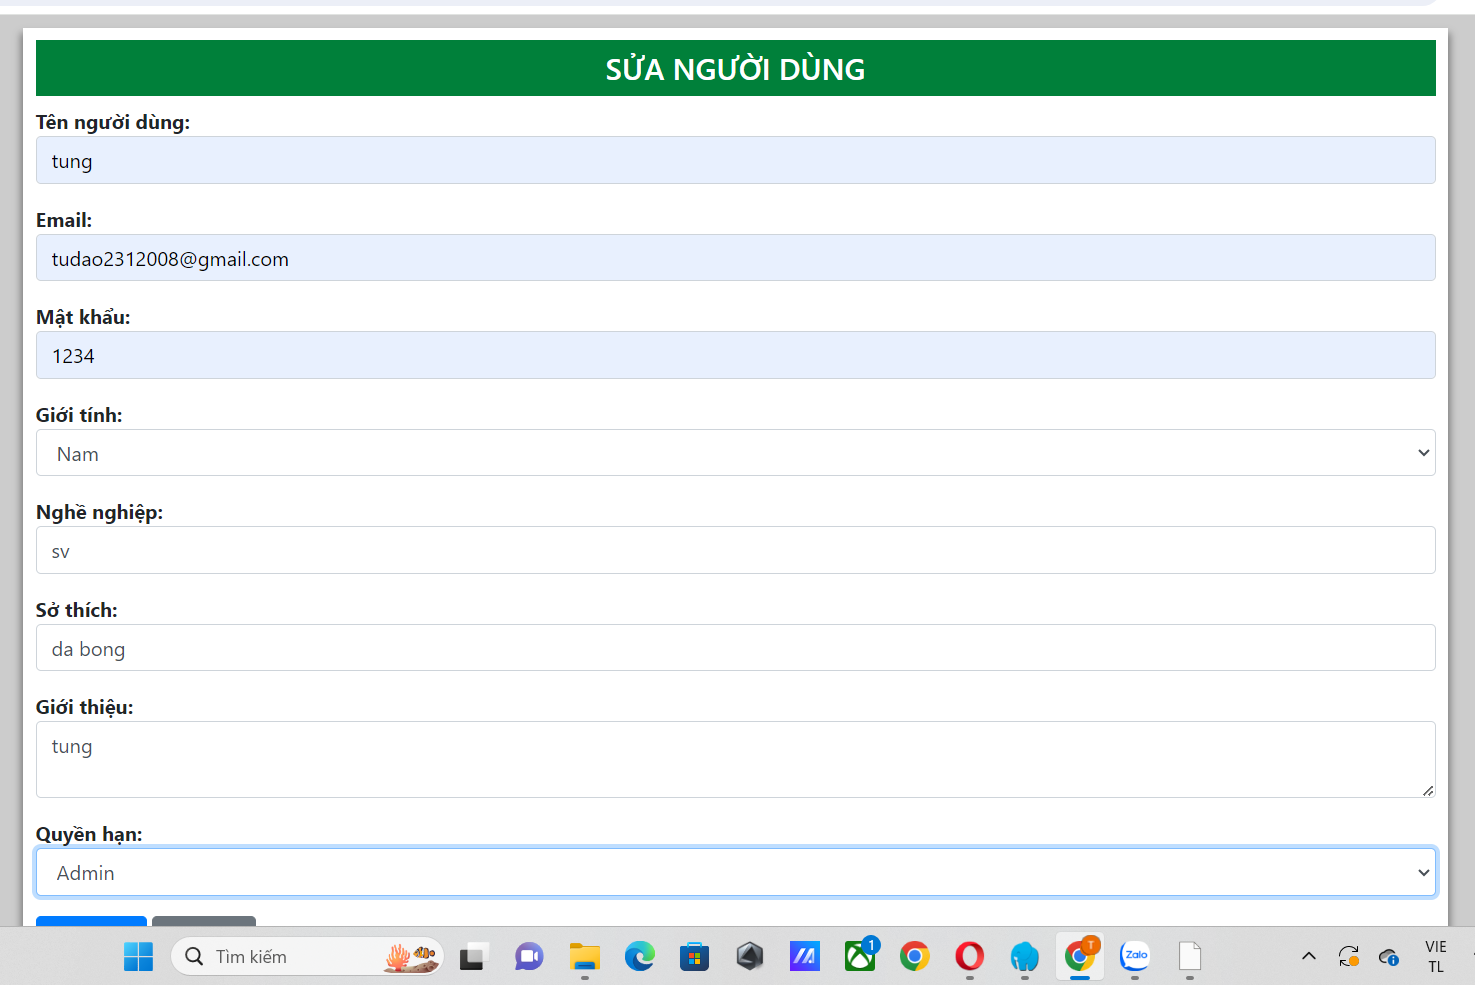 SỬA NGƯỜI DÙNG
Tên người dùng:
tung
Email:
tudao2312008@gmail.com
Mật khẩu:
1234
Giới tính:
Nam
Nghề nghiệp:
sv
Sở thích:
da bong
Giới thiệu:
tung
Quyền hạn:
Admin
Tìm kiếm
1
T
Zalo
VIE
TL